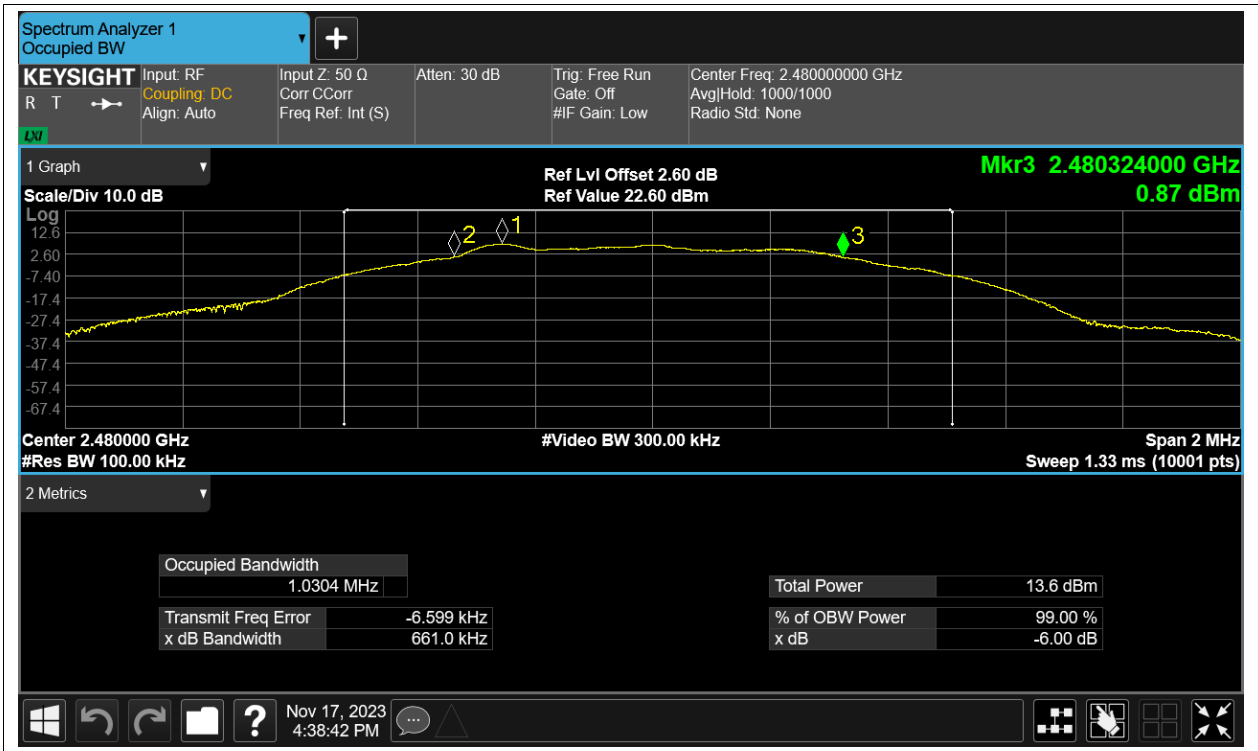 Spectrum Analyzer 1
Occupied BW
▼
+
KEYSIGHT Input: RF Input Z: 50 Ω Atten: 30 dB Trig: Free Run Center Freq: 2.480000000 GHz
R T Coupling: DC Corr CCorr Gate: Off Avg|Hold: 1000/1000
Align: Auto Freq Ref: Int (S) #IF Gain: Low Radio Std: None
LXI
1 Graph ▼ Ref Lvl Offset 2.60 dB Mkr3 2.480324000 GHz
Scale/Div 10.0 dB Ref Value 22.60 dBm 0.87 dBm
Log
12.6
2.60
-7.40
-17.4
-27.4
-37.4
-47.4
-57.4
-67.4
2 1 3
Center 2.480000 GHz #Video BW 300.00 kHz Span 2 MHz
#Res BW 100.00 kHz Sweep 1.33 ms (10001 pts)
2 Metrics ▼
Occupied Bandwidth
1.0304 MHz Total Power 13.6 dBm
Transmit Freq Error -6.599 kHz % of OBW Power 99.00 %
x dB Bandwidth 661.0 kHz x dB -6.00 dB
? Nov 17, 2023
4:38:42 PM